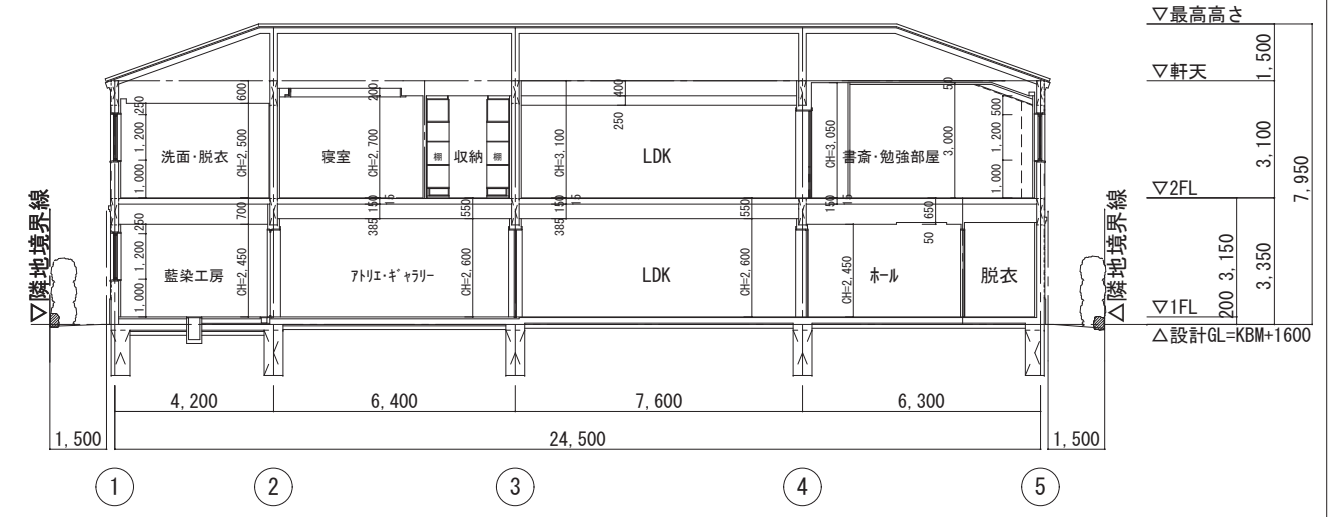 ▽最高高さ
1,500
▽軒天
3,100
7,950
▽2FL
3,150
3,350
▽1FL
200
△設計GL=KBM+1600
250
1,200
1,000
洗面・脱衣
600
CH=2,500
寝室
200
CH=2,700
棚
収納
棚
CH=3,100
400
250
LDK
CH=3,050
書斎・勉強部屋
50
3,000
500
1,200
1,000
700
385
150
15
550
385
150
15
550
150
15
650
50
250
1,200
1,000
藍染工房
CH=2,450
アトリエ・ギャラリー
CH=2,600
LDK
CH=2,600
CH=2,450
ホール
脱衣
▽隣地境界線
△隣地境界線
4,200
6,400
7,600
6,300
1,500
24,500
1,500
1
2
3
4
5